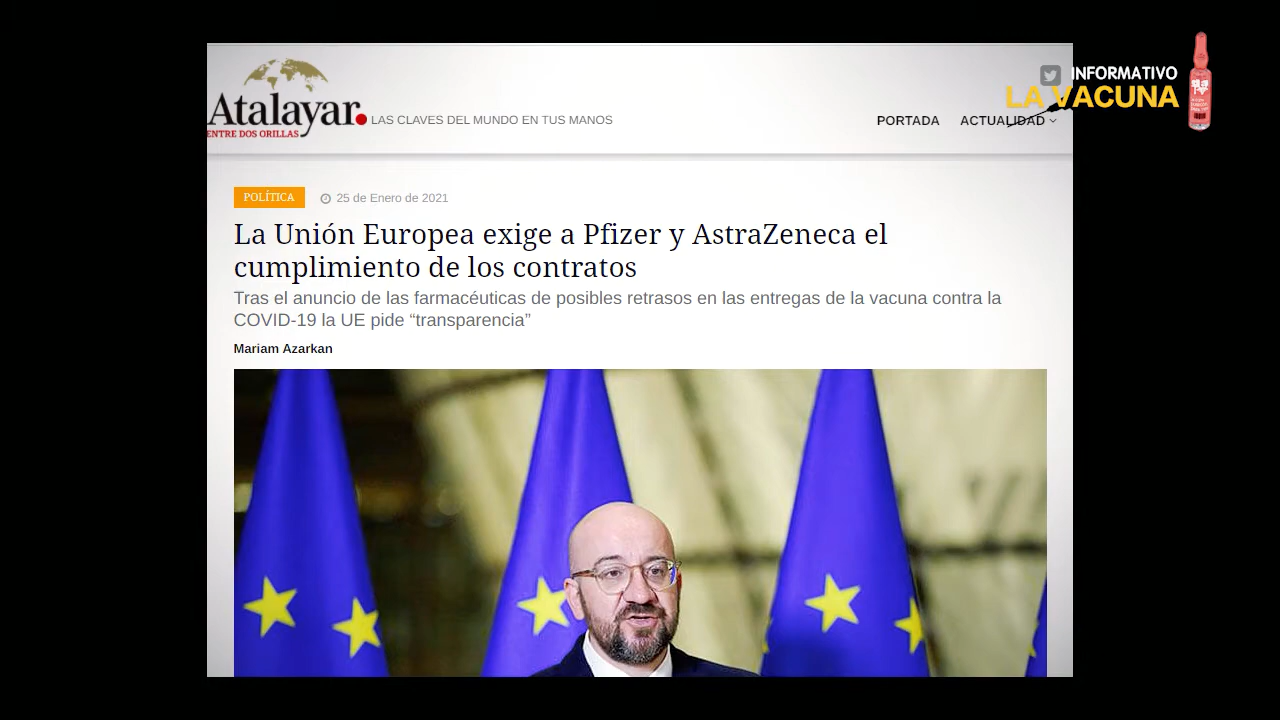 INFORMATIVO
LA VACUNA
Atalayar.
ENTRE DOS ORILLAS
LAS CLAVES DEL MUNDO EN TUS MANOS
PORTADA
ACTUALIDAD
POLÍTICA
25 de Enero de 2021
La Unión Europea exige a Pfizer y AstraZeneca el
cumplimiento de los contratos
Tras el anuncio de las farmacéuticas de posibles retrasos en las entregas de la vacuna contra la
COVID-19 la UE pide “transparencia”
Mariam Azarkan